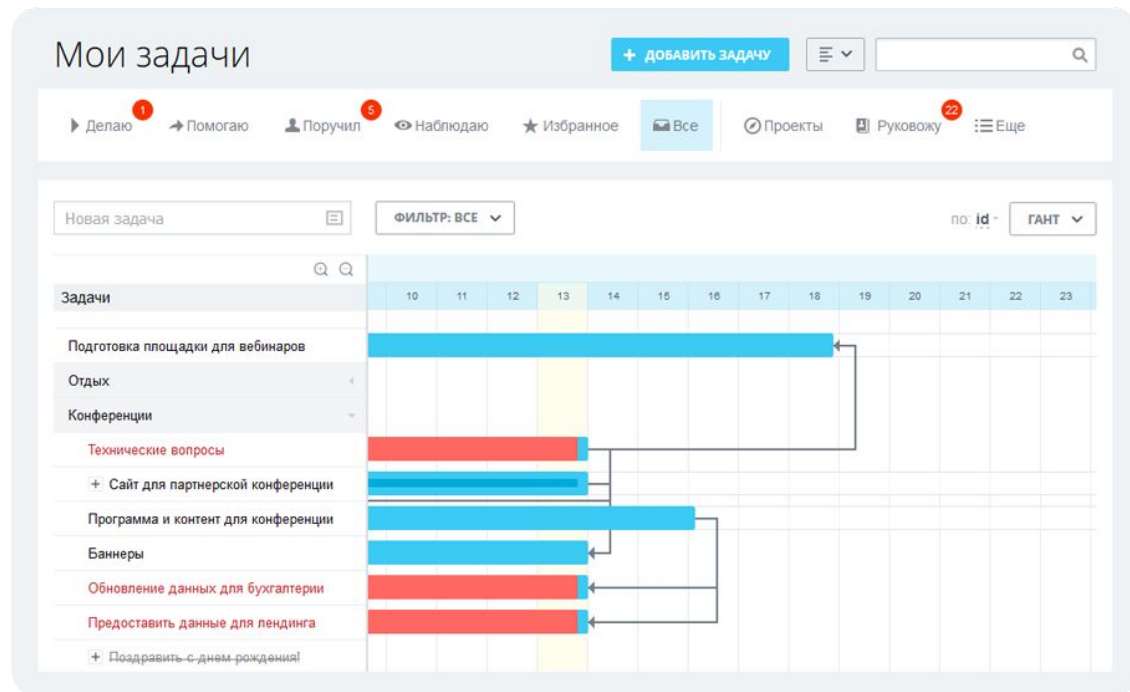 Мои задачи
+ ДОБАВИТЬ ЗАДАЧУ
Делаю 1 Помогаю Поручил 5 Наблюдаю Избранное Все Проекты Руковожу 22 Еще
Новая задача ФИЛЬТР: ВСЕ по: id ГАНТ
Задачи 10 11 12 13 14 15 16 17 18 19 20 21 22 23
Подготовка площадки для вебинаров
Отдых
Конференции
Технические вопросы
+ Сайт для партнерской конференции
Программа и контент для конференции
Баннеры
Обновление данных для бухгалтерии
Предоставить данные для лендинга
+ Поздравить с днем рождения!